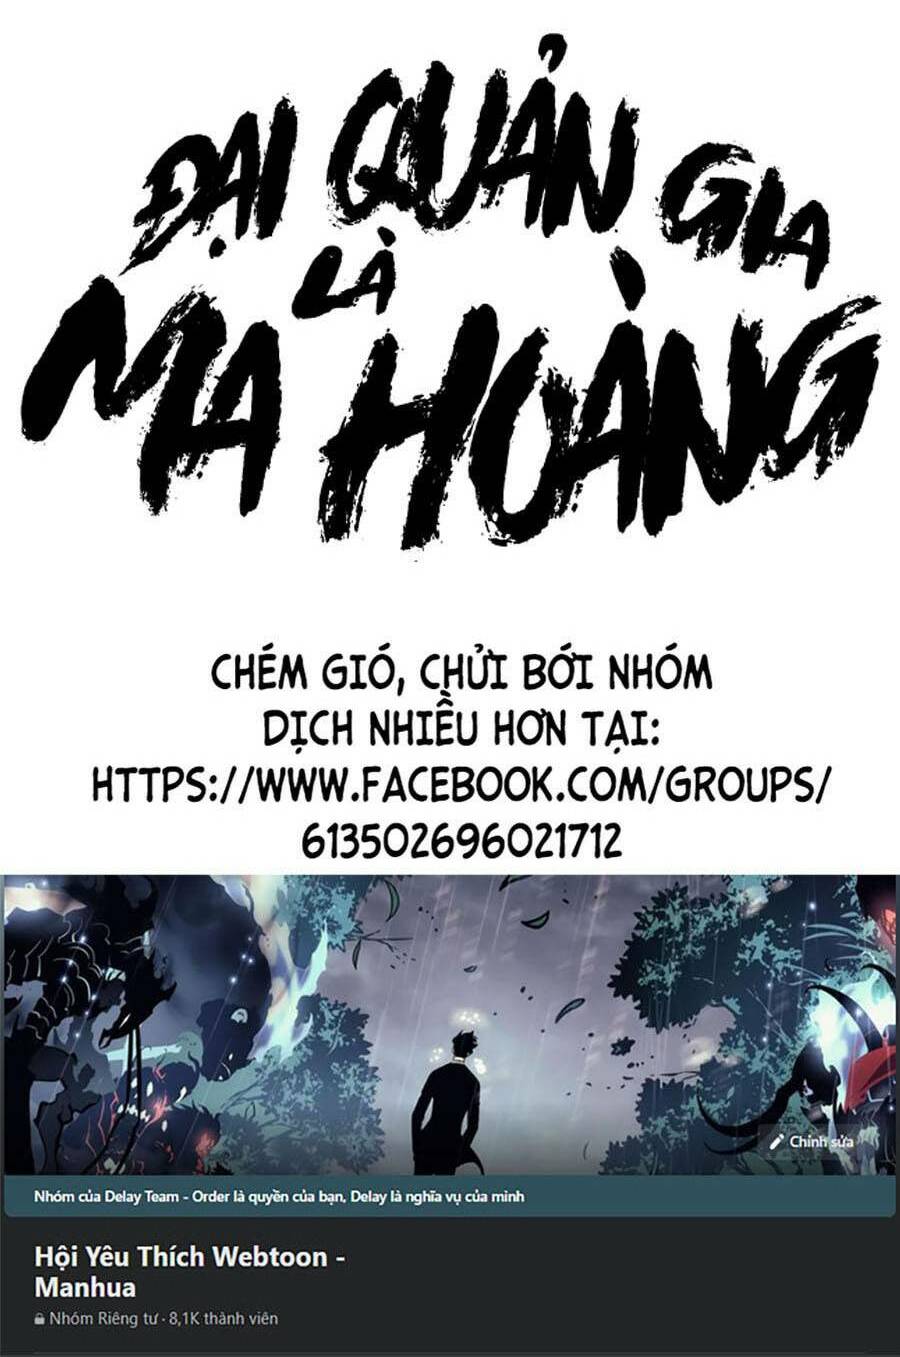 ĐẠI QUẢN GIA
LÀ
MA HOÀNG
CHÉM GIÓ, CHỬI BỚI NHÓM
DỊCH NHIỀU HƠN TẠI:
HTTPS://WWW.FACEBOOK.COM/GROUPS/
613502696021712
Chỉnh sửa
Nhóm của Delay Team - Order là quyền của bạn, Delay là nghĩa vụ của mình
Hội Yêu Thích Webtoon -
Manhua
Nhóm Riêng tư · 8,1K thành viên